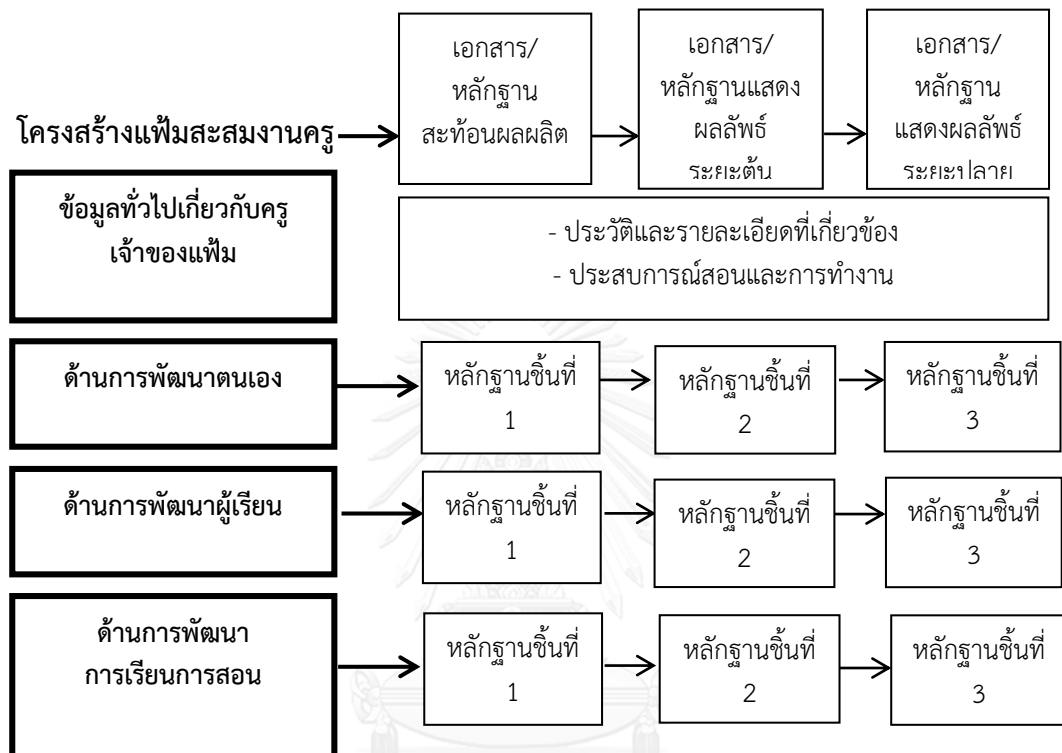 เอกสาร/
หลักฐาน
สะท้อนผลผลิต
เอกสาร/
หลักฐานแสดง
ผลลัพธ์
ระยะต้น
เอกสาร/
หลักฐาน
แสดงผลลัพธ์
ระยะปลาย
โครงสร้างแฟ้มสะสมงานครู
ข้อมูลทั่วไปเกี่ยวกับครู
เจ้าของแฟ้ม
- ประวัติและรายละเอียดที่เกี่ยวข้อง
- ประสบการณ์สอนและการทำงาน
ด้านการพัฒนาตนเอง
หลักฐานชิ้นที่
1
หลักฐานชิ้นที่
2
หลักฐานชิ้นที่
3
ด้านการพัฒนาผู้เรียน
หลักฐานชิ้นที่
1
หลักฐานชิ้นที่
2
หลักฐานชิ้นที่
3
ด้านการพัฒนา
การเรียนการสอน
หลักฐานชิ้นที่
1
หลักฐานชิ้นที่
2
หลักฐานชิ้นที่
3